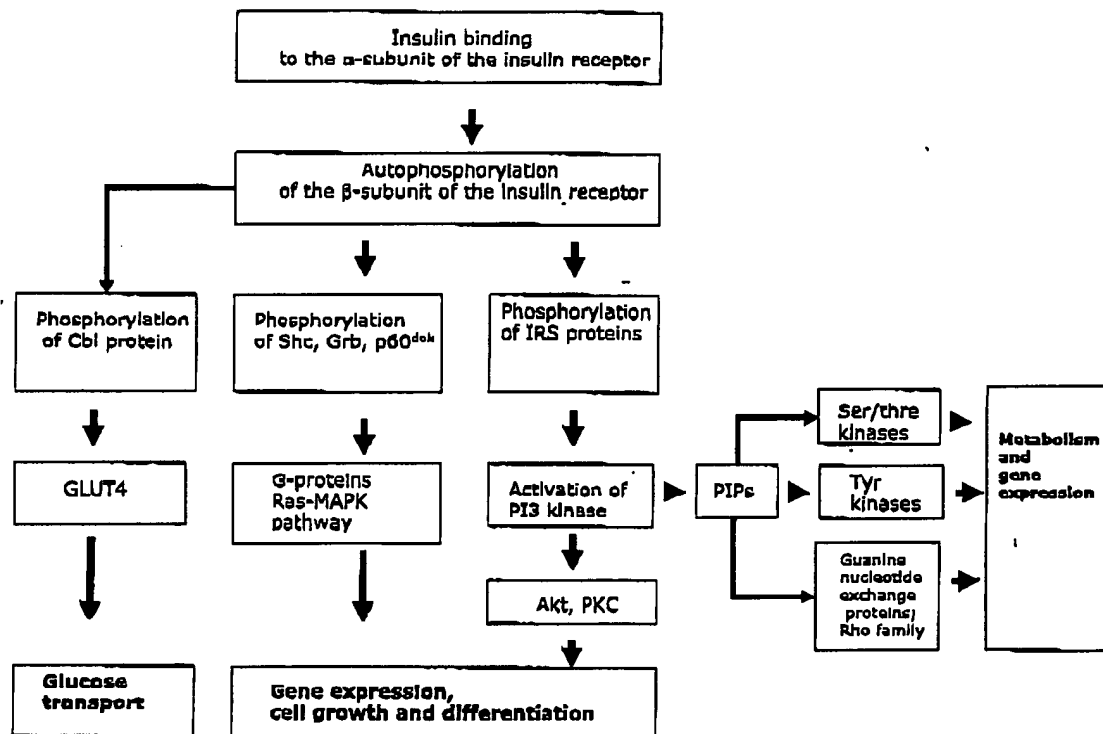 Insulin binding
to the α-subunit of the insulin receptor
Autophosphorylation
of the β-subunit of the insulin receptor
Phosphorylation
of Cbl protein
Phosphorylation
of Shc, Grb, p60dok
Phosphorylation
of IRS proteins
GLUT4
G-proteins
Ras-MAPK
pathway
Activation of
PI3 kinase
PIPs
Ser/thre
kinases
Tyr
kinases
Guanine
nucleotide
exchange
proteins;
Rho family
Metabolism
and
gene
expression
Akt, PKC
Glucose
transport
Gene expression,
cell growth and differentiation